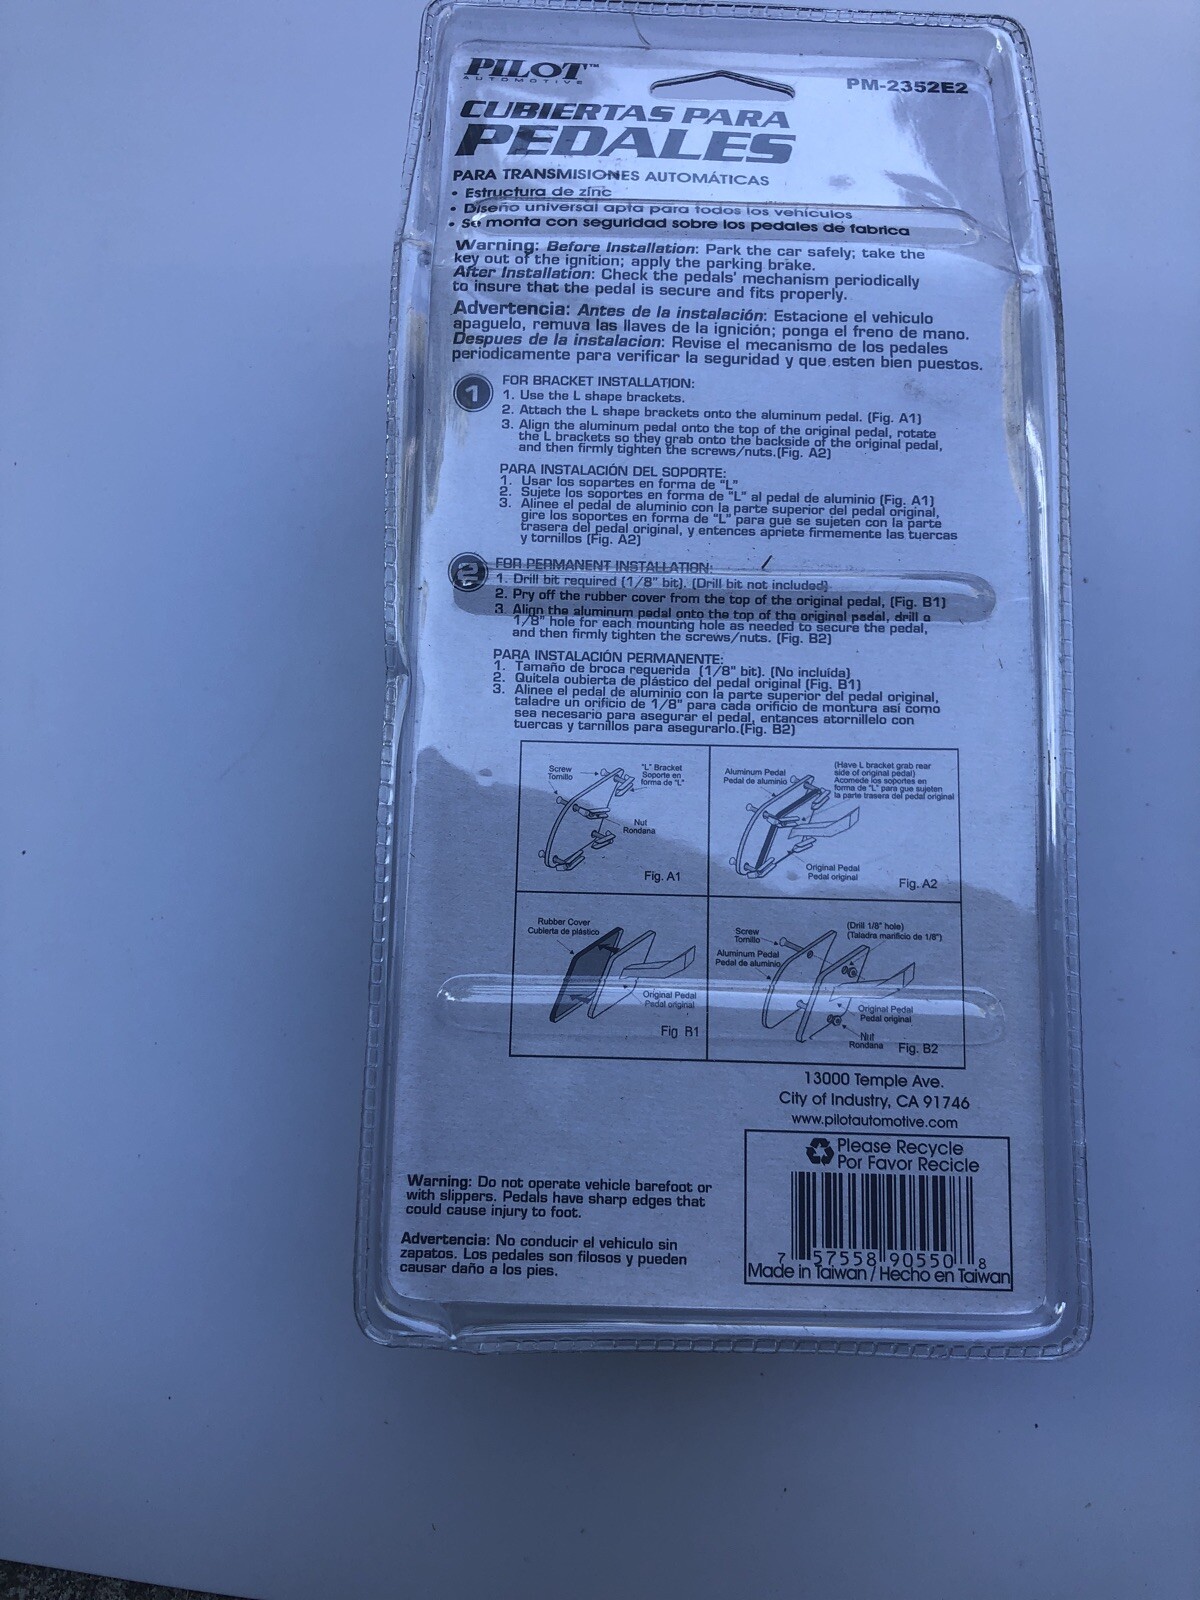 PILOT™
AUTOMOTIVE
PM-2352E2
CUBIERTAS PARA
PEDALES
PARA TRANSMISIONES AUTOMÁTICAS
• Estructura de zinc
• Diseño universal apta para todos los vehículos
• Se monta con seguridad sobre los pedales de fabrica
Warning: Before Installation: Park the car safely; take the
key out of the ignition; apply the parking brake.
After Installation: Check the pedals' mechanism periodically
to insure that the pedal is secure and fits properly.
Advertencia: Antes de la instalación: Estacione el vehiculo
apaguelo, remuva las llaves de la ignición; ponga el freno de mano.
Despues de la instalacion: Revise el mecanismo de los pedales
periodicamente para verificar la seguridad y que esten bien puestos.
1
FOR BRACKET INSTALLATION:
1. Use the L shape brackets.
2. Attach the L shape brackets onto the aluminum pedal. (Fig. A1)
3. Align the aluminum pedal onto the top of the original pedal, rotate
the L brackets so they grab onto the backside of the original pedal,
and then firmly tighten the screws/nuts.(Fig. A2)
PARA INSTALACIÓN DEL SOPORTE:
1. Usar los sopartes en forma de "L"
2. Sujete los soportes en forma de "L" al pedal de aluminio (Fig. A1)
3. Alinee el pedal de aluminio con la parte superior del pedal original,
gire los soportes en forma de "L" para gue se sujeten con la parte
trasera del pedal original, y entences apriete firmemente las tuercas
y tornillos (Fig. A2)
2
FOR PERMANENT INSTALLATION:
1. Drill bit required (1/8" bit). (Drill bit not included)
2. Pry off the rubber cover from the top of the original pedal, (Fig. B1)
3 Align the aluminum pedal onto the top of the original pedal, drill a
1/8" hole for each mounting hole as needed to secure the pedal,
and then firmly tighten the screws/nuts. (Fig. B2)
PARA INSTALACIÓN PERMANENTE:
1. Tamaño de broca reguerida (1/8" bit). (No incluída)
2. Quitela oubierta de plástico del pedal original (Fig. B1)
3. Alinee el pedal de aluminio con la parte superior del pedal original,
taladre un orificio de 1/8" para cada orificio de montura así como
sea necesario para asegurar el pedal, entances atornillelo con
tuercas y tarnillos para asegurarlo.(Fig. B2)
Screw
Tornillo
"L" Bracket
Soporte en
forma de "L"
Nut
Rondana
Fig. A1
Aluminum Pedal
Pedal de aluminio
(Have L bracket grab rear
side of original pedal)
Acomede los soportes en
forma de "L" para gue sujeten
la parte trasera del pedal original
Original Pedal
Pedal original
Fig. A2
Rubber Cover
Cubierta de plástico
Original Pedal
Pedal original
Fig B1
Screw
Tornillo
Aluminum Pedal
Pedal de aluminio
(Drill 1/8" hole)
(Taladra marificio de 1/8")
Original Pedal
Pedal original
Nut
Rondana
Fig. B2
13000 Temple Ave.
City of Industry, CA 91746
www.pilotautomotive.com
Please Recycle
Por Favor Recicle
7 57558 90550 8
Made in Taiwan / Hecho en Taiwan
Warning: Do not operate vehicle barefoot or
with slippers. Pedals have sharp edges that
could cause injury to foot.
Advertencia: No conducir el vehiculo sin
zapatos. Los pedales son filosos y pueden
causar daño a los pies.